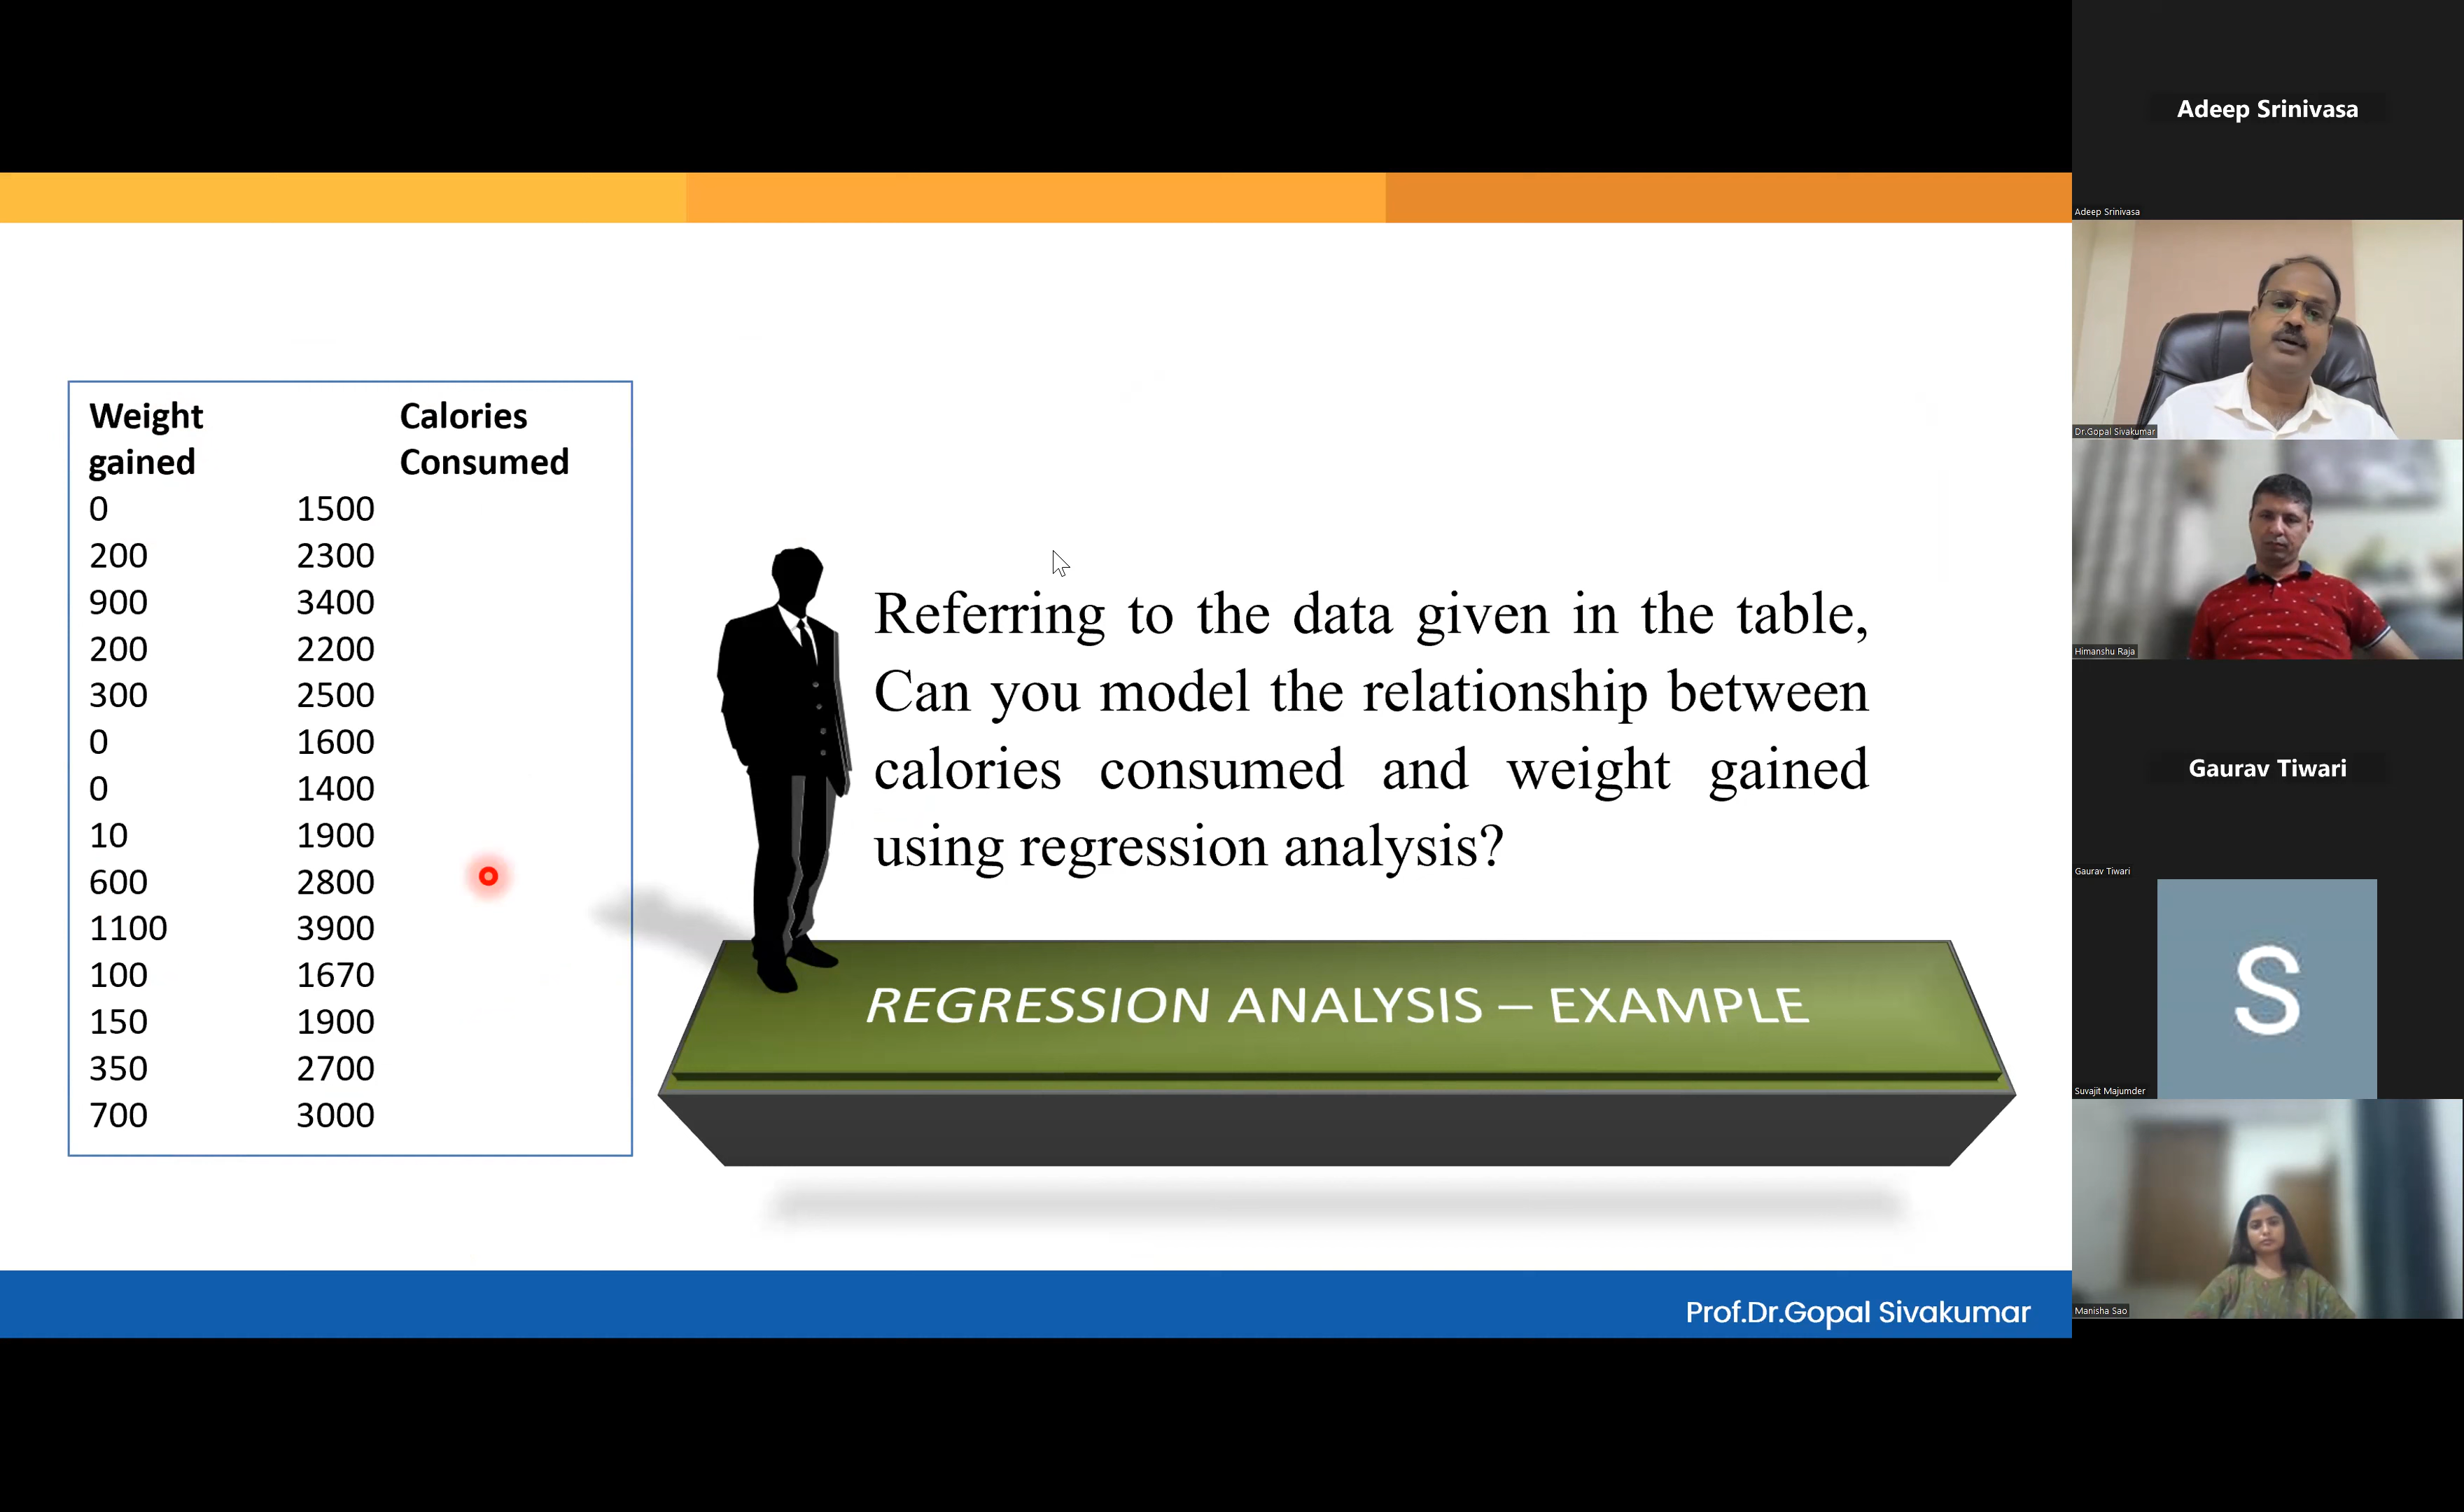 Weight Calories
gained Consumed
0 1500
200 2300
900 3400
200 2200
300 2500
0 1600
0 1400
10 1900
600 2800
1100 3900
100 1670
150 1900
350 2700
700 3000
Referring to the data given in the table,
Can you model the relationship between
calories consumed and weight gained
using regression analysis?
REGRESSION ANALYSIS – EXAMPLE
Prof.Dr.Gopal Sivakumar
Adeep Srinivasa
Adeep Srinivasa
Dr.Gopal Sivakumar
Himanshu Raja
Gaurav Tiwari
Gaurav Tiwari
S
Suvajit Majumder
Manisha Sao